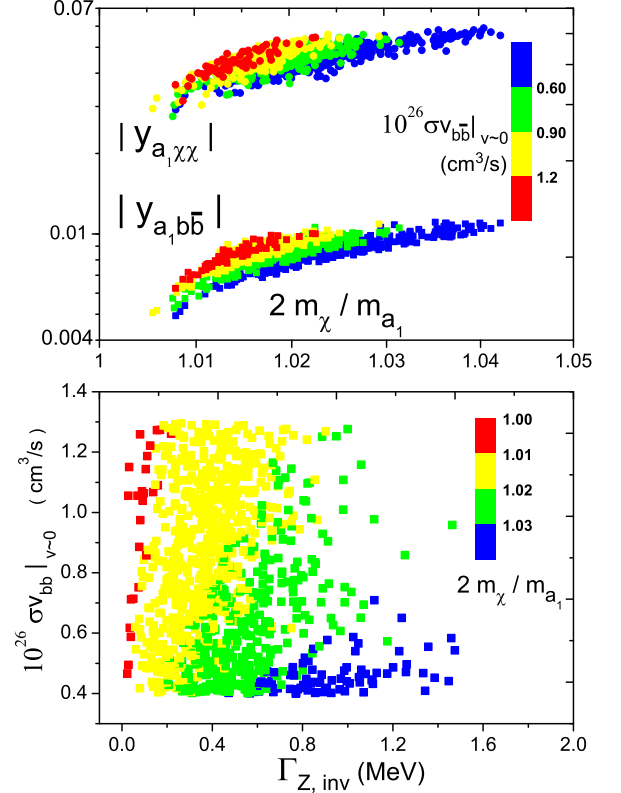 0.07
| y_{a_1χχ} |
10^{26} σv_{bb̄}|_{v~0}
(cm^3/s)
0.60
0.90
1.2
| y_{a_1bb̄} |
0.01
2 m_χ / m_{a_1}
0.004
1 1.01 1.02 1.03 1.04 1.05
1.4
1.2
1.0
0.8
0.6
0.4
10^{26} σv_{bb}|_{v~0} ( cm^3/s)
1.00
1.01
1.02
1.03
2 m_χ / m_{a_1}
0.0 0.4 0.8 1.2 1.6 2.0
Γ_{Z, inv} (MeV)